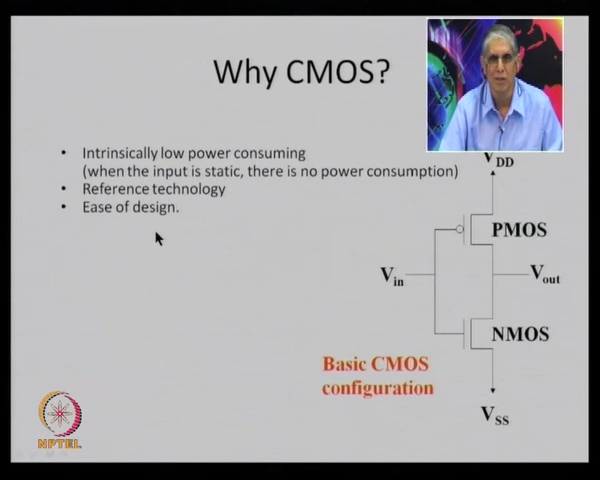 Why CMOS?
• Intrinsically low power consuming
(when the input is static, there is no power consumption)
• Reference technology
• Ease of design.
VDD
PMOS
Vin
Vout
NMOS
Basic CMOS
configuration
VSS
NPTEL